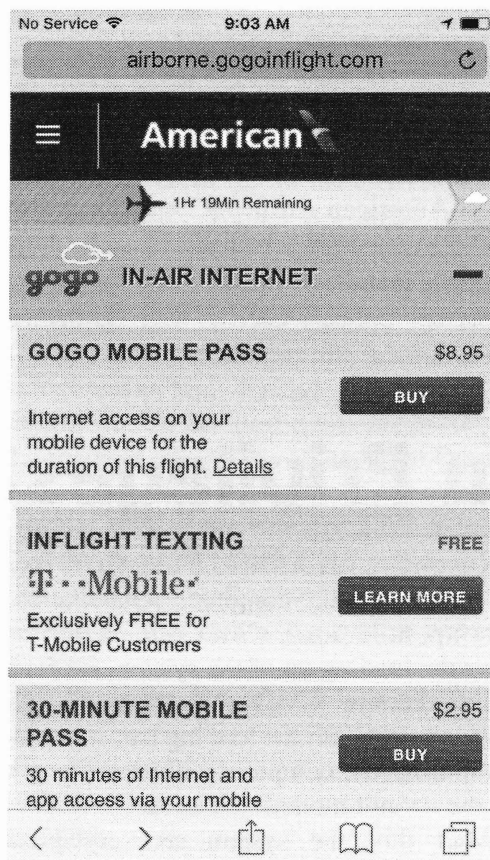 No Service 9:03 AM
airborne.gogoinflight.com
American
1Hr 19Min Remaining
gogo IN-AIR INTERNET
GOGO MOBILE PASS $8.95
BUY
Internet access on your
mobile device for the
duration of this flight. Details
INFLIGHT TEXTING FREE
T··Mobile·
LEARN MORE
Exclusively FREE for
T-Mobile Customers
30-MINUTE MOBILE $2.95
PASS
BUY
30 minutes of Internet and
app access via your mobile